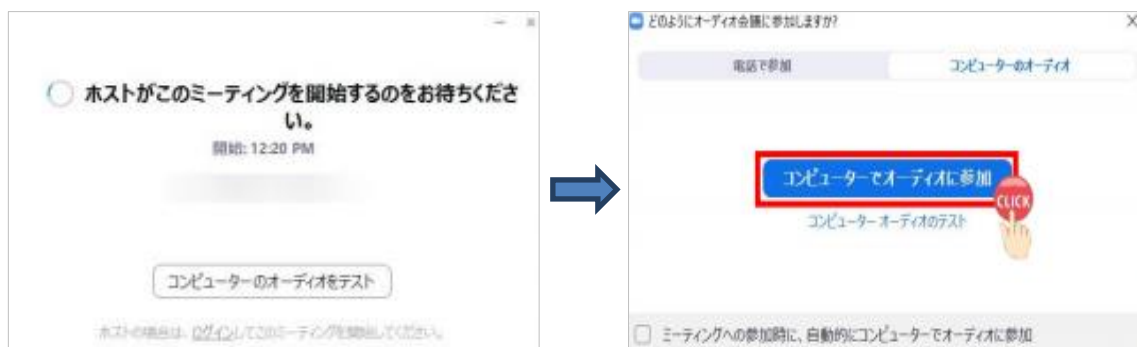 ホストがこのミーティングを開始するのをお待ちくださ
い。
開始: 12:20 PM
コンピューターのオーディオをテスト
ホストの場合は、ログインしてこのミーティングを開始してください。
どのようにオーディオ会議に参加しますか?
電話で参加
コンピューターのオーディオ
コンピューターでオーディオに参加
CLICK
コンピューター オーディオのテスト
ミーティングへの参加時に、自動的にコンピューターでオーディオに参加